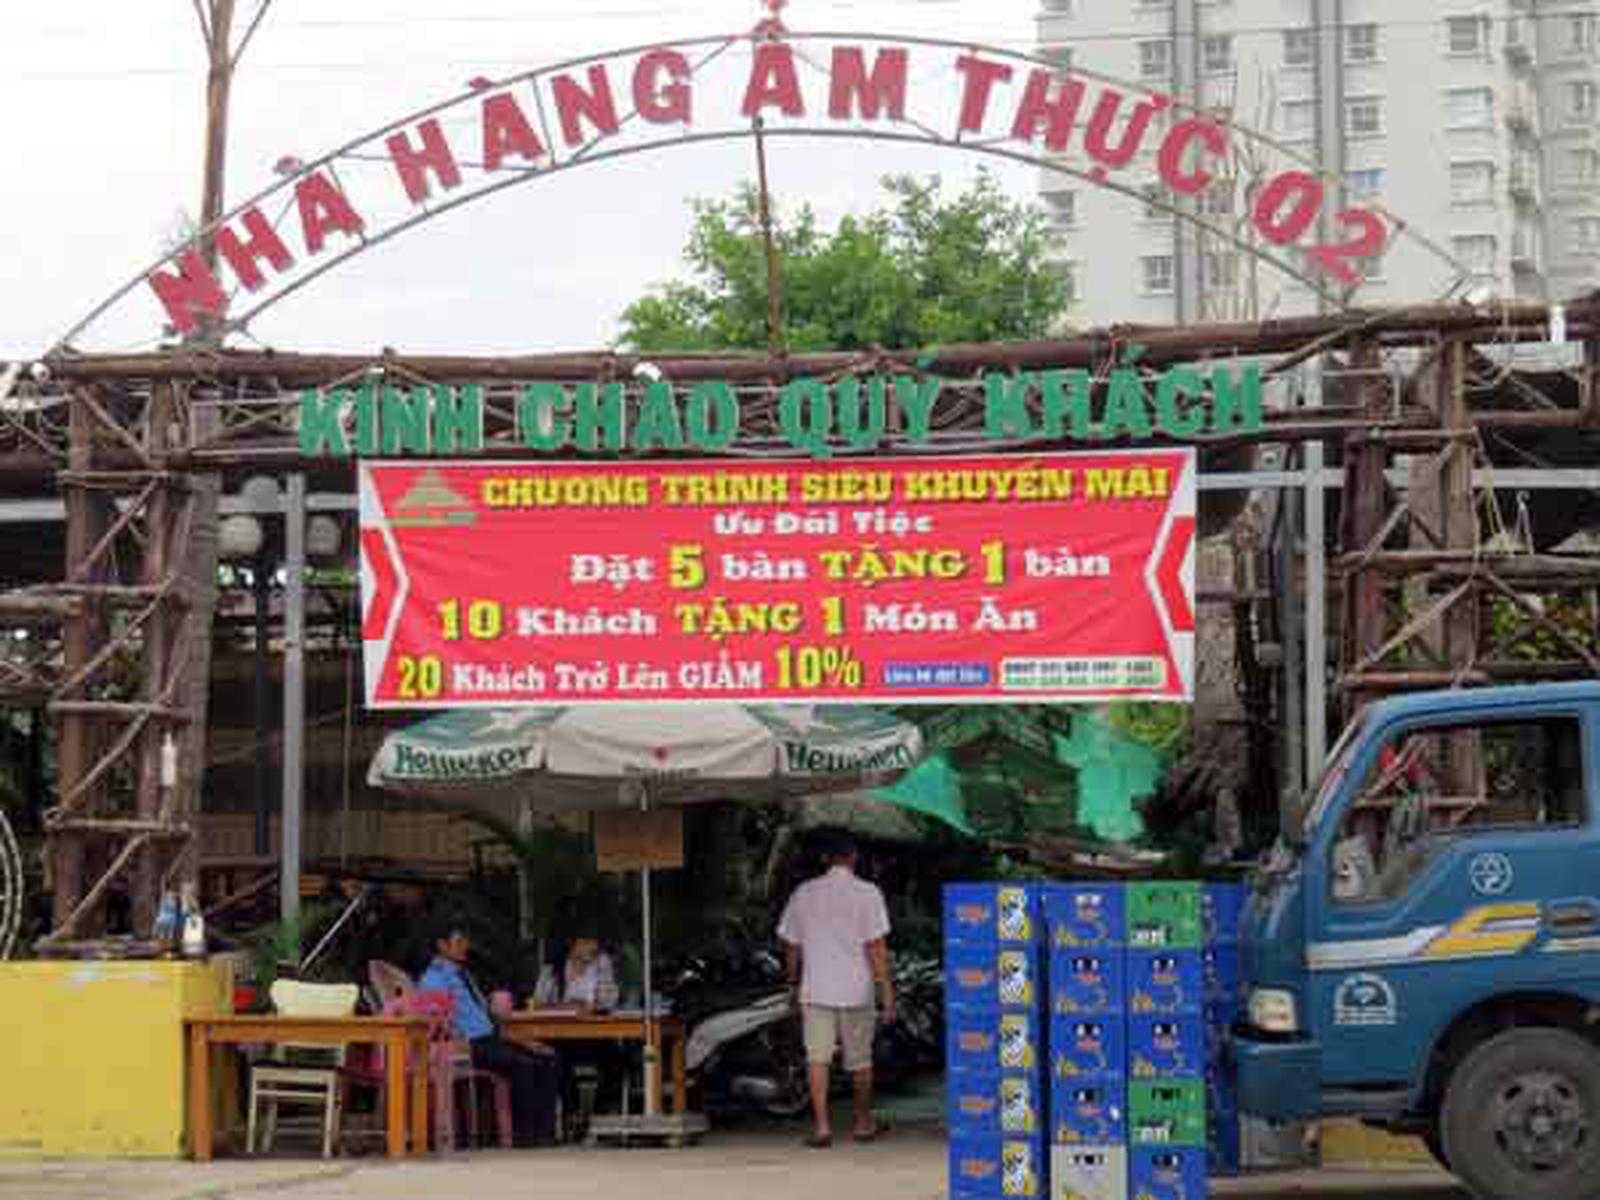 NHÀ HÀNG ẨM THỰC 02
KÍNH CHÀO QUÝ KHÁCH
CHƯƠNG TRÌNH SIÊU KHUYẾN MÃI
Ưu Đãi Tiệc
Đặt 5 bàn TẶNG 1 bàn
10 Khách TẶNG 1 Món Ăn
20 Khách Trở Lên GIẢM 10%
Heineken Heineken